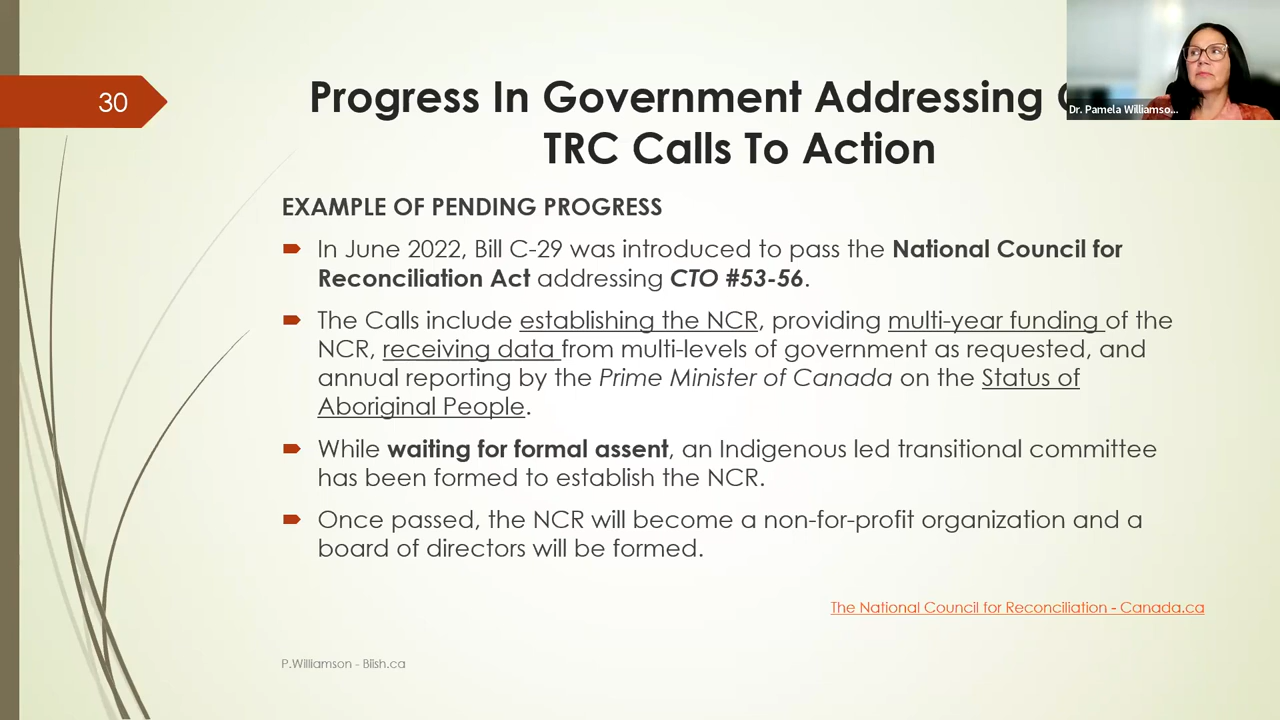 30
Progress In Government Addressing
TRC Calls To Action
Dr. Pamela Williamso...
EXAMPLE OF PENDING PROGRESS
In June 2022, Bill C-29 was introduced to pass the National Council for
Reconciliation Act addressing CTO #53-56.
The Calls include establishing the NCR, providing multi-year funding of the
NCR, receiving data from multi-levels of government as requested, and
annual reporting by the Prime Minister of Canada on the Status of
Aboriginal People.
While waiting for formal assent, an Indigenous led transitional committee
has been formed to establish the NCR.
Once passed, the NCR will become a non-for-profit organization and a
board of directors will be formed.
The National Council for Reconciliation - Canada.ca
P.Williamson - Biish.ca